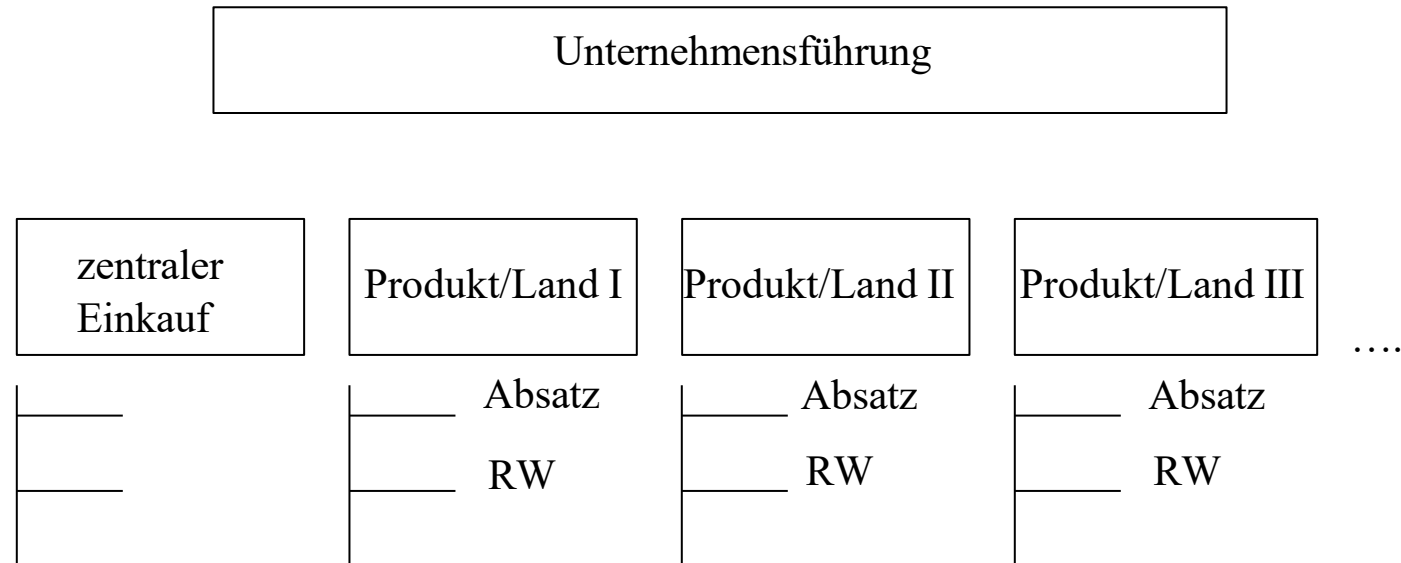 Unternehmensführung
zentraler
Einkauf
Produkt/Land I
Produkt/Land II
Produkt/Land III
....
Absatz
Absatz
Absatz
RW
RW
RW